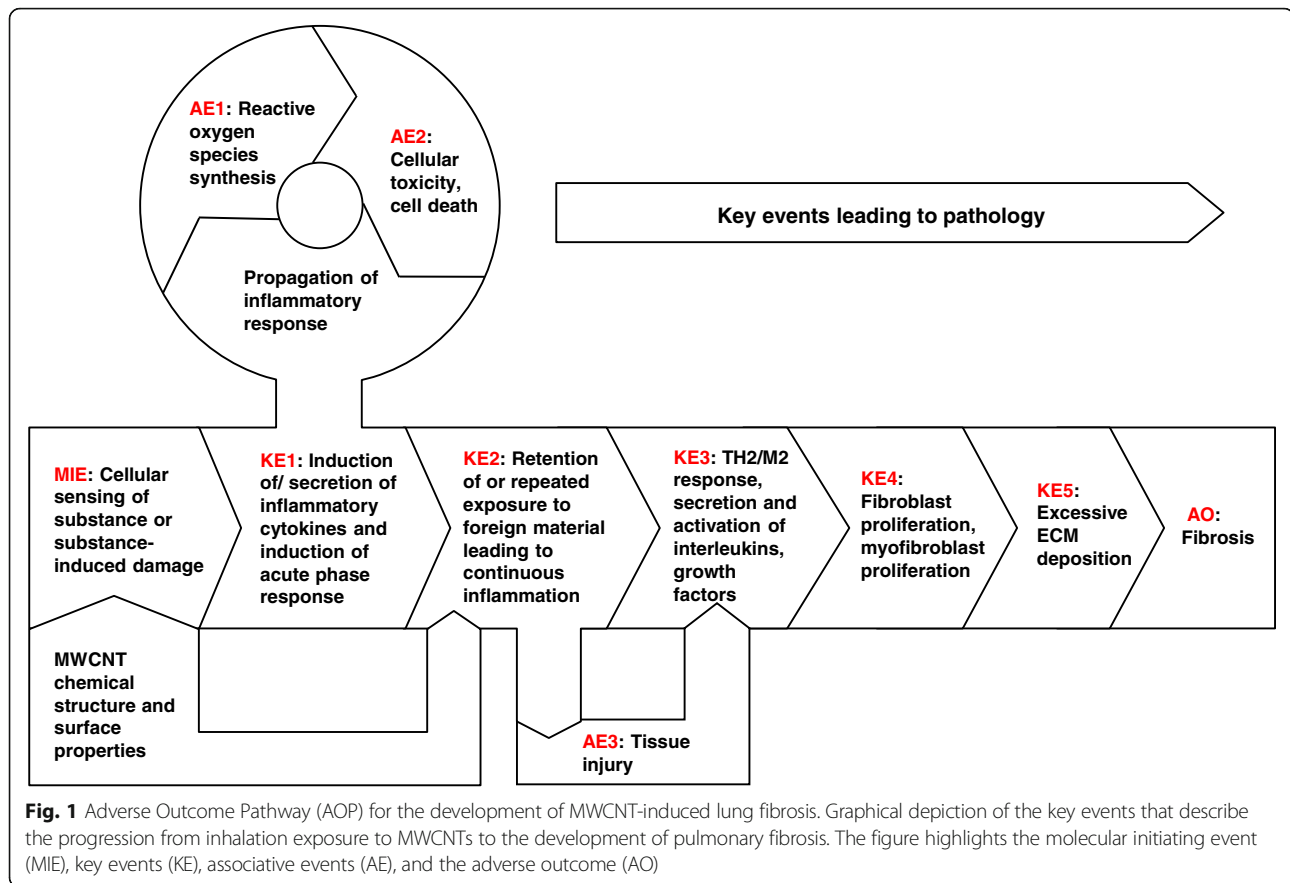 AE1: Reactive
oxygen
species
synthesis
AE2:
Cellular
toxicity,
cell death
Propagation of
inflammatory
response
Key events leading to pathology
MIE: Cellular
sensing of
substance or
substance-
induced damage
KE1: Induction
of/ secretion of
inflammatory
cytokines and
induction of
acute phase
response
KE2: Retention
of or repeated
exposure to
foreign material
leading to
continuous
inflammation
KE3: TH2/M2
response,
secretion and
activation of
interleukins,
growth
factors
KE4:
Fibroblast
proliferation,
myofibroblast
proliferation
KE5:
Excessive
ECM
deposition
AO:
Fibrosis
MWCNT
chemical
structure and
surface
properties
AE3: Tissue
injury
Fig. 1 Adverse Outcome Pathway (AOP) for the development of MWCNT-induced lung fibrosis. Graphical depiction of the key events that describe
the progression from inhalation exposure to MWCNTs to the development of pulmonary fibrosis. The figure highlights the molecular initiating event
(MIE), key events (KE), associative events (AE), and the adverse outcome (AO)